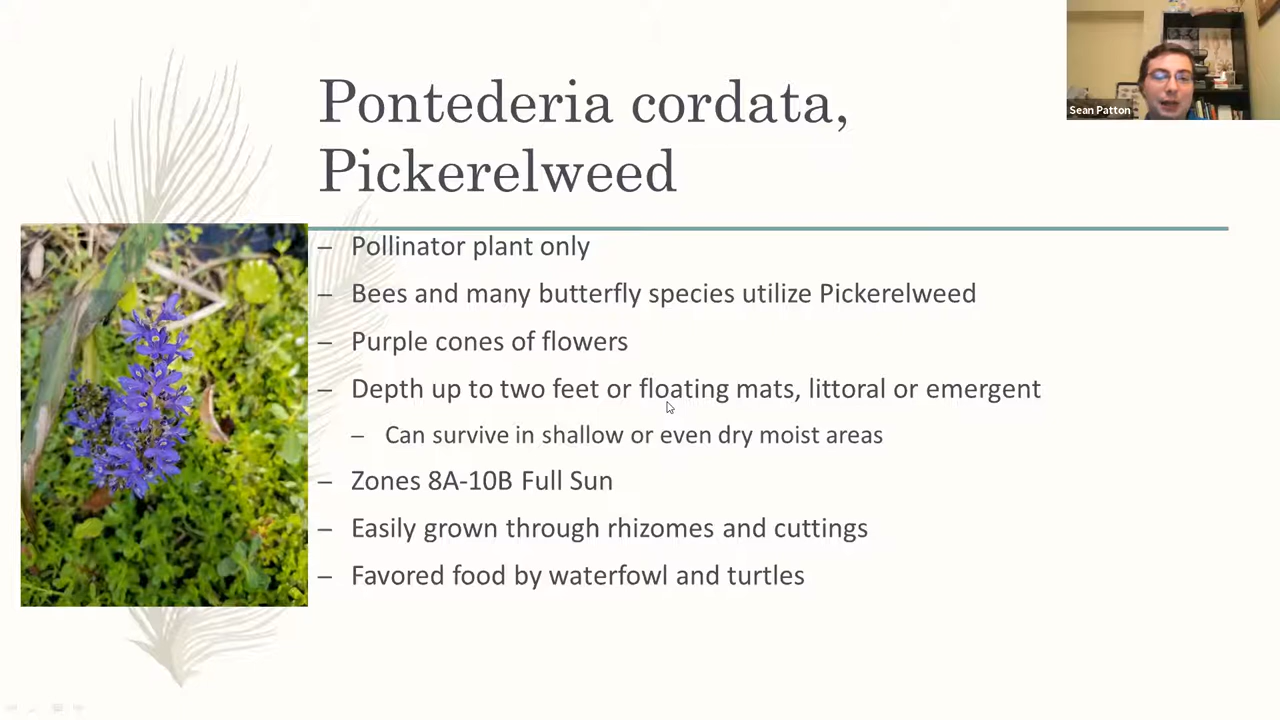 Pontederia cordata,
Pickerelweed
Sean Patton
– Pollinator plant only
– Bees and many butterfly species utilize Pickerelweed
– Purple cones of flowers
– Depth up to two feet or floating mats, littoral or emergent
– Can survive in shallow or even dry moist areas
– Zones 8A-10B Full Sun
– Easily grown through rhizomes and cuttings
– Favored food by waterfowl and turtles